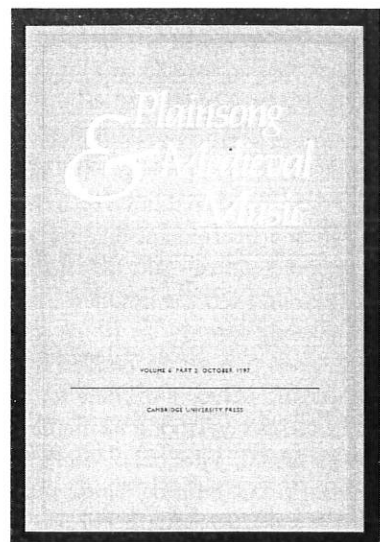 Plainsong
& Medieval
Music
VOLUME 6 PART 2 OCTOBER 1997
CAMBRIDGE UNIVERSITY PRESS